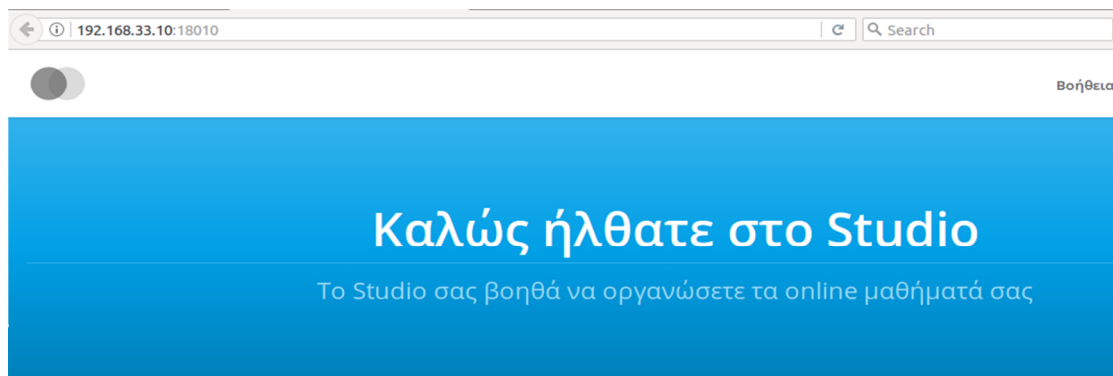 192.168.33.10:18010
Search
Βοήθεια
Καλώς ήλθατε στο Studio
Το Studio σας βοηθά να οργανώσετε τα online μαθήματά σας